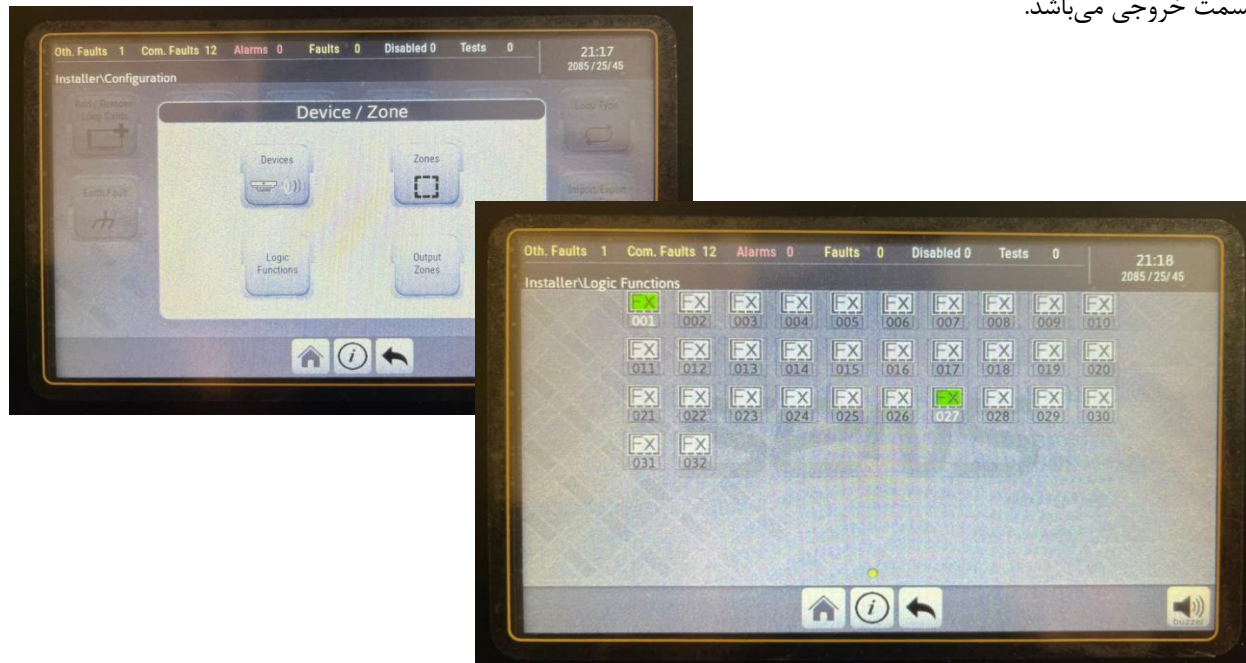 سمت خروجی می‌باشد.
Oth. Faults 1 Com. Faults 12 Alarms 0 Faults 0 Disabled 0 Tests 0
21:17
2085/25/45
Installer\Configuration
Add / Remove
Loop Cards
Loop Type
Device / Zone
Devices
Zones
Earth Fault
Import/Export
Logic
Functions
Output
Zones
Oth. Faults 1 Com. Faults 12 Alarms 0 Faults 0 Disabled 0 Tests 0
21:18
2085/25/45
Installer\Logic Functions
FX FX FX FX FX FX FX FX FX FX
001 002 003 004 005 006 007 008 009 010
FX FX FX FX FX FX FX FX FX FX
011 012 013 014 015 016 017 018 019 020
FX FX FX FX FX FX FX FX FX FX
021 022 023 024 025 026 027 028 029 030
FX FX
031 032
buzzer